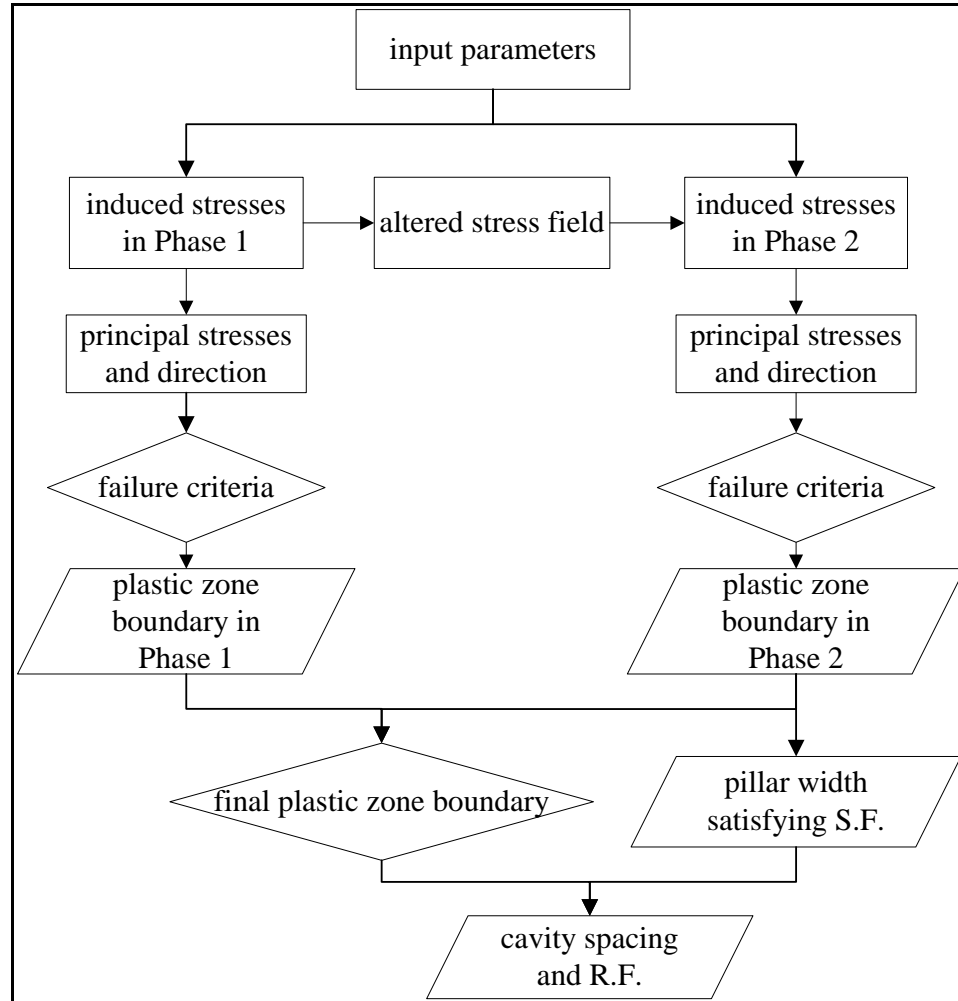 input parameters
induced stresses
in Phase 1
altered stress field
induced stresses
in Phase 2
principal stresses
and direction
principal stresses
and direction
failure criteria
failure criteria
plastic zone
boundary in
Phase 1
plastic zone
boundary in
Phase 2
final plastic zone boundary
pillar width
satisfying S.F.
cavity spacing
and R.F.